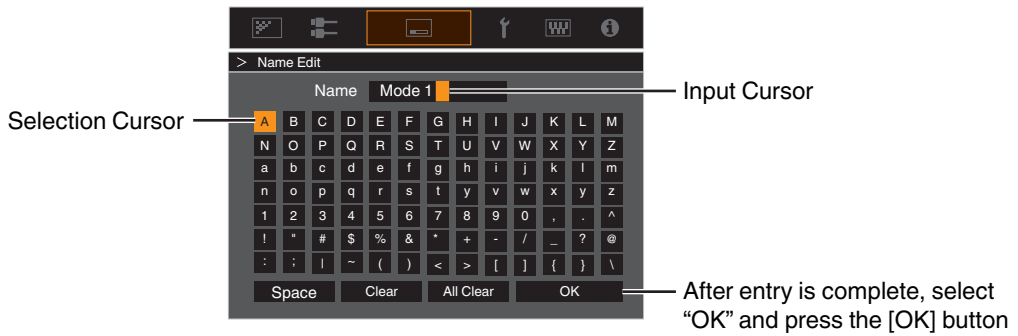 > Name Edit
Name Mode 1
Input Cursor
Selection Cursor
A B C D E F G H I J K L M
N O P Q R S T U V W X Y Z
a b c d e f g h i j k l m
n o p q r s t y v w x y z
1 2 3 4 5 6 7 8 9 0 , . ^
! " # $ % & * + - / _ ? @
: ; | ~ ( ) < > [ ] { } \
Space Clear All Clear OK
After entry is complete, select
“OK” and press the [OK] button